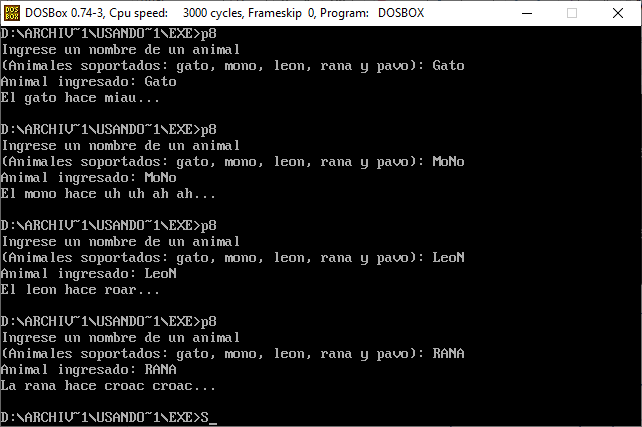 DOS
BOX
DOSBox 0.74-3, Cpu speed:    3000 cycles, Frameskip  0, Program:   DOSBOX
D:\ARCHIV~1\USANDO~1\EXE>p8
Ingrese un nombre de un animal
(Animales soportados: gato, mono, leon, rana y pavo): Gato
Animal ingresado: Gato
El gato hace miau...
D:\ARCHIV~1\USANDO~1\EXE>p8
Ingrese un nombre de un animal
(Animales soportados: gato, mono, leon, rana y pavo): MoNo
Animal ingresado: MoNo
El mono hace uh uh ah ah...
D:\ARCHIV~1\USANDO~1\EXE>p8
Ingrese un nombre de un animal
(Animales soportados: gato, mono, leon, rana y pavo): LeoN
Animal ingresado: LeoN
El leon hace roar...
D:\ARCHIV~1\USANDO~1\EXE>p8
Ingrese un nombre de un animal
(Animales soportados: gato, mono, leon, rana y pavo): RANA
Animal ingresado: RANA
La rana hace croac croac...
D:\ARCHIV~1\USANDO~1\EXE>S_